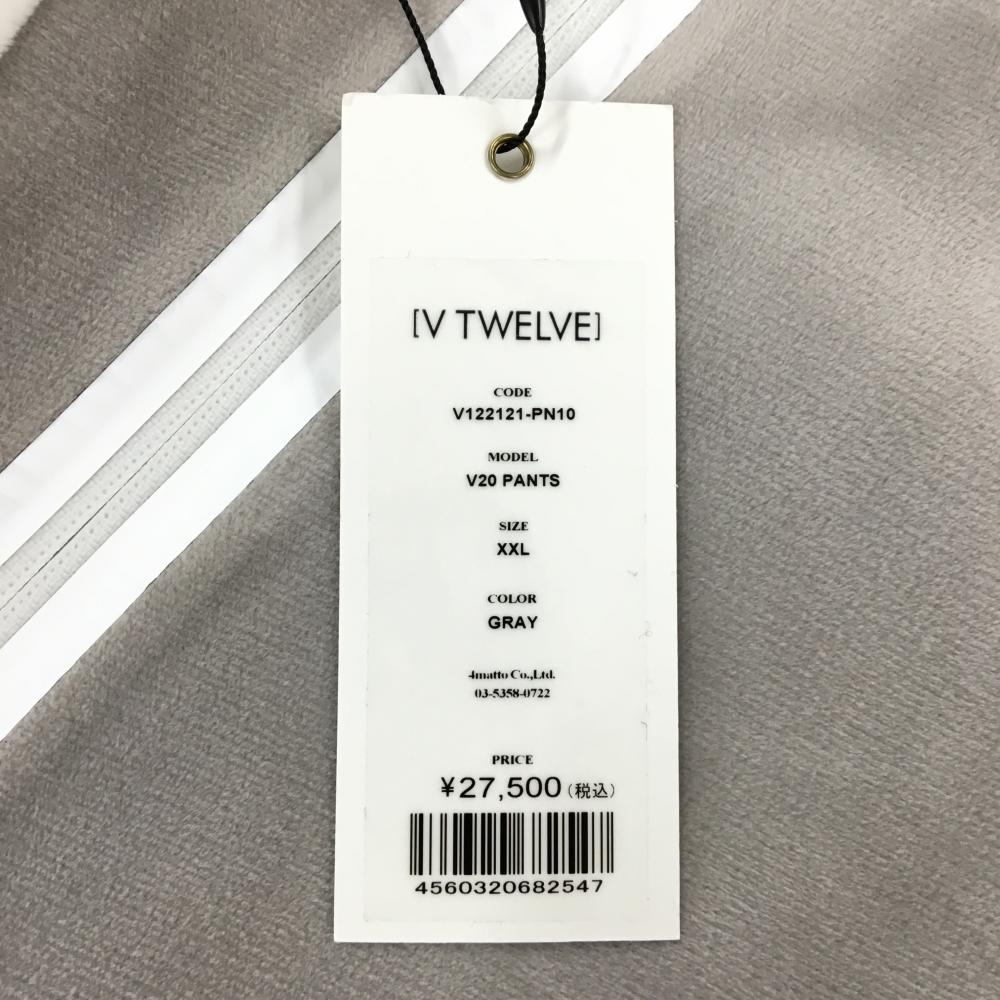 [V TWELVE]
CODE
V122121-PN10
MODEL
V20 PANTS
SIZE
XXL
COLOR
GRAY
4matto Co.,Ltd.
03-5358-0722
PRICE
¥27,500(税込)
4560320682547